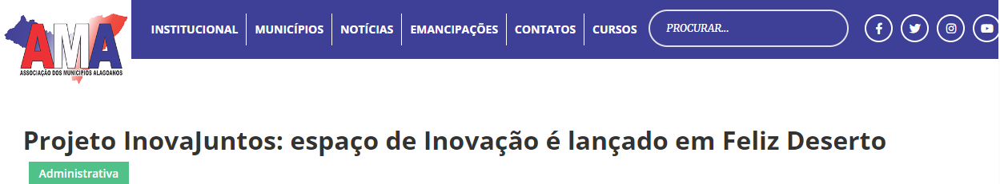 AMA
ASSOCIAÇÃO DOS MUNICÍPIOS ALAGOANOS
INSTITUCIONAL MUNICÍPIOS NOTÍCIAS EMANCIPAÇÕES CONTATOS CURSOS PROCURAR...
Projeto InovaJuntos: espaço de Inovação é lançado em Feliz Deserto
Administrativa